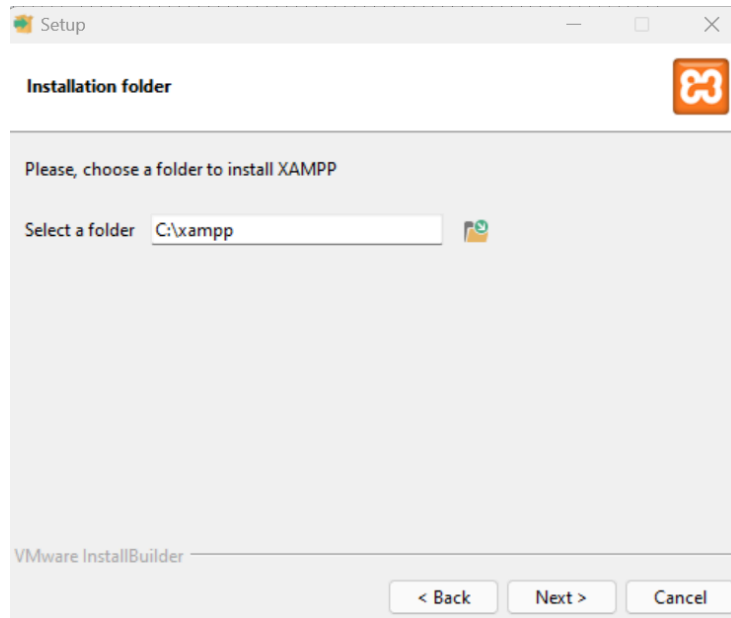 Setup
Installation folder
Please, choose a folder to install XAMPP
Select a folder C:\xampp
VMware InstallBuilder
< Back Next > Cancel